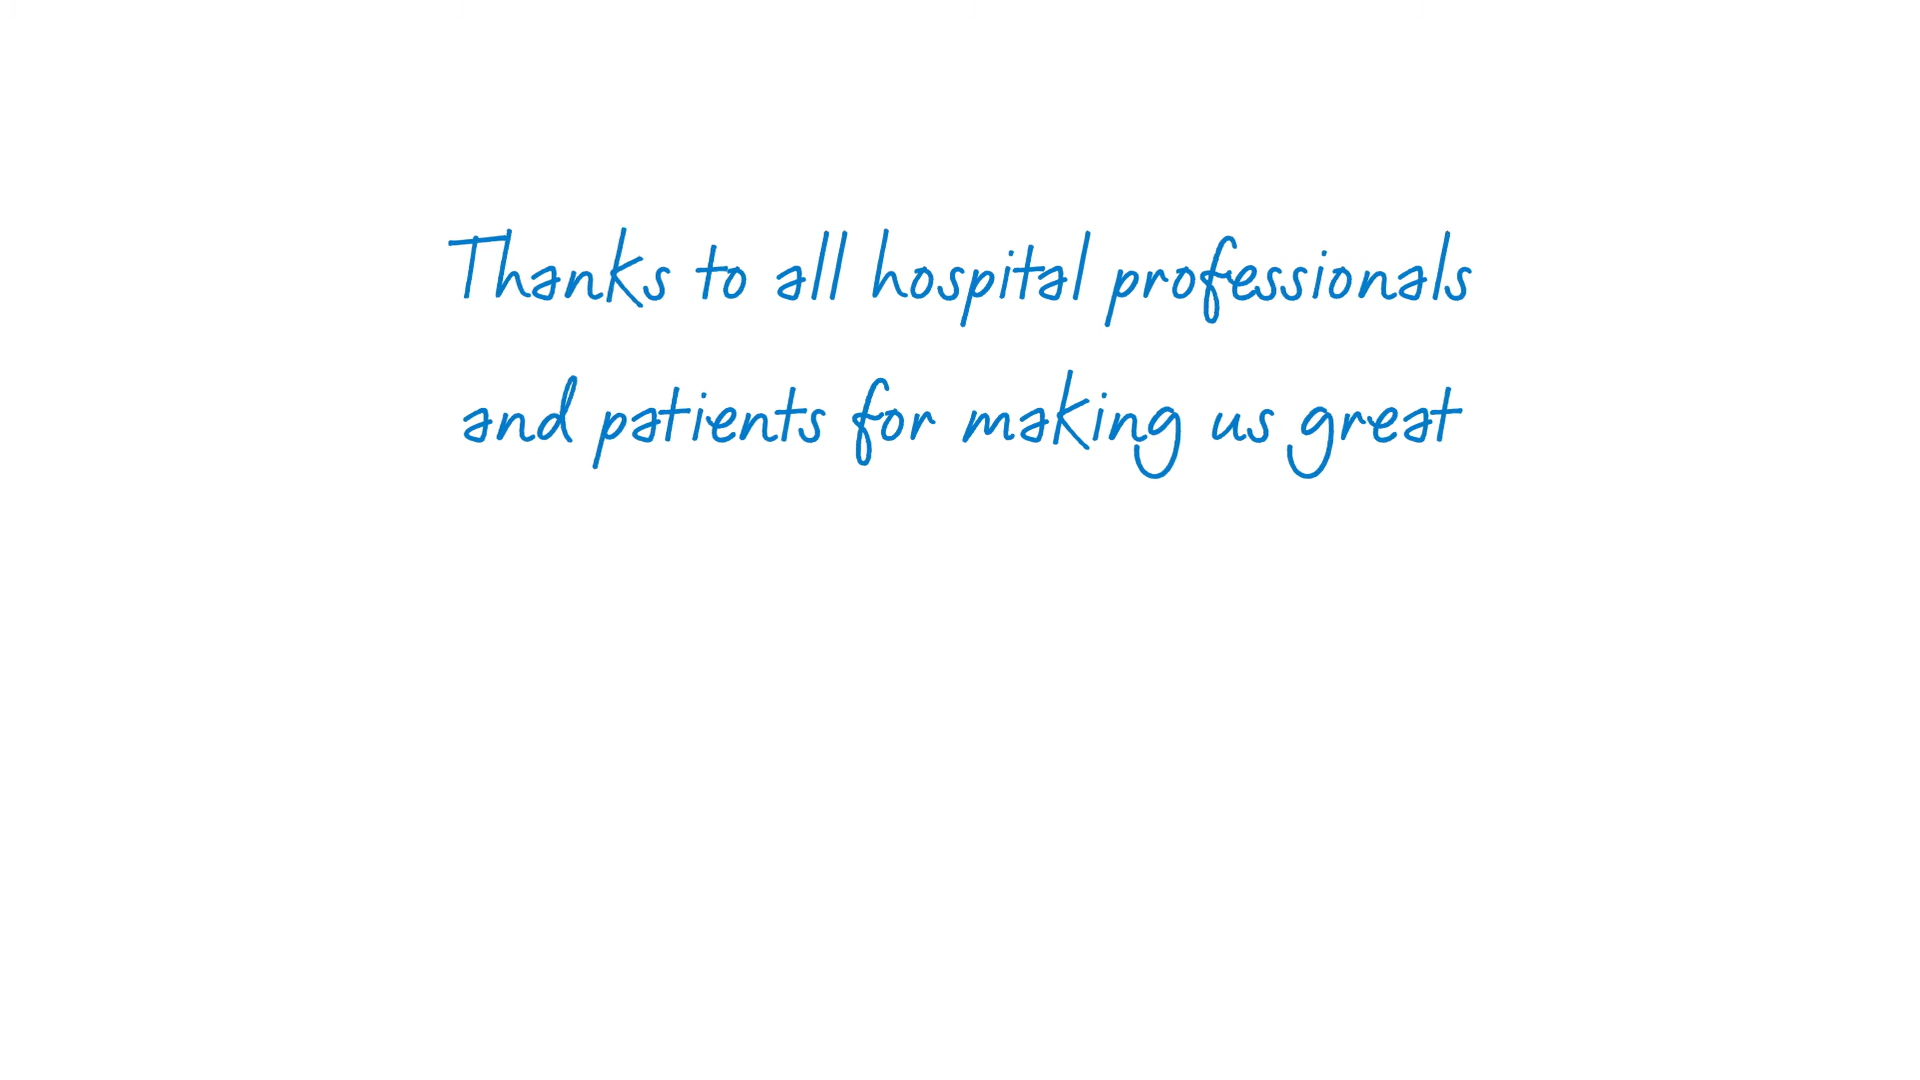 Thanks to all hospital professionals
and patients for making us great